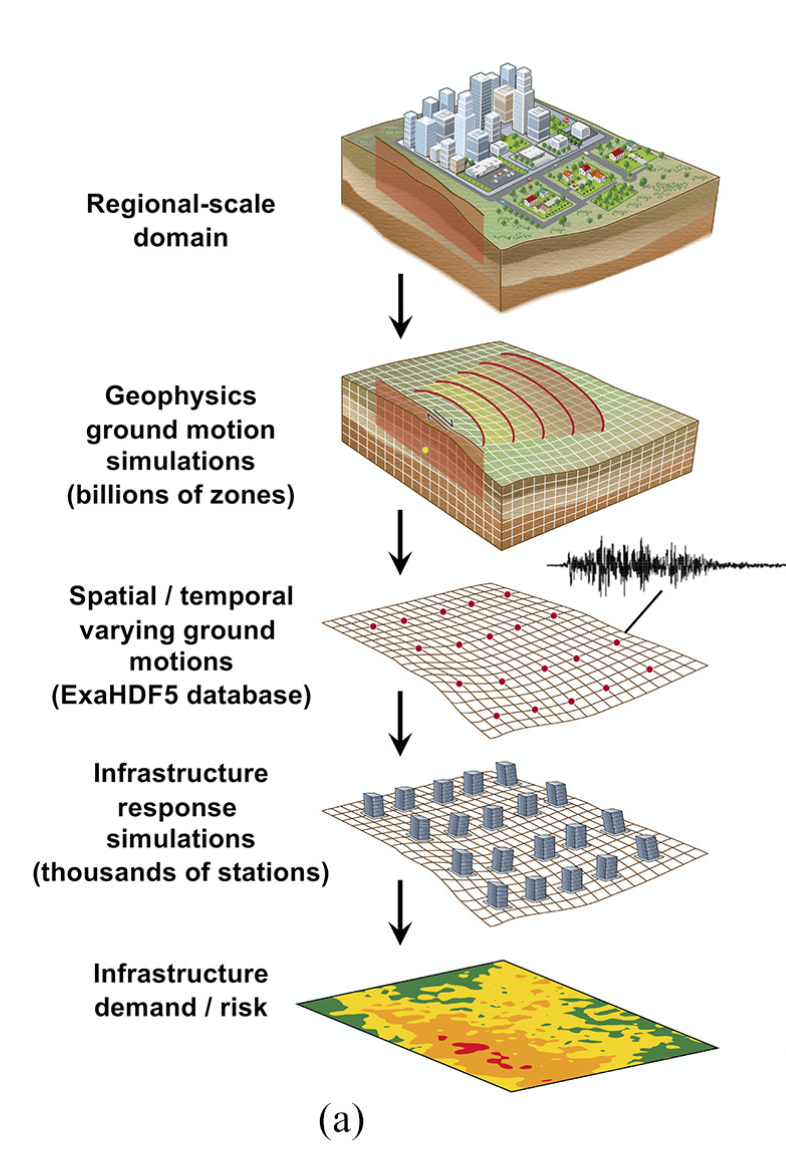 Regional-scale
domain
Geophysics
ground motion
simulations
(billions of zones)
Spatial / temporal
varying ground
motions
(ExaHDF5 database)
Infrastructure
response
simulations
(thousands of stations)
Infrastructure
demand / risk
(a)